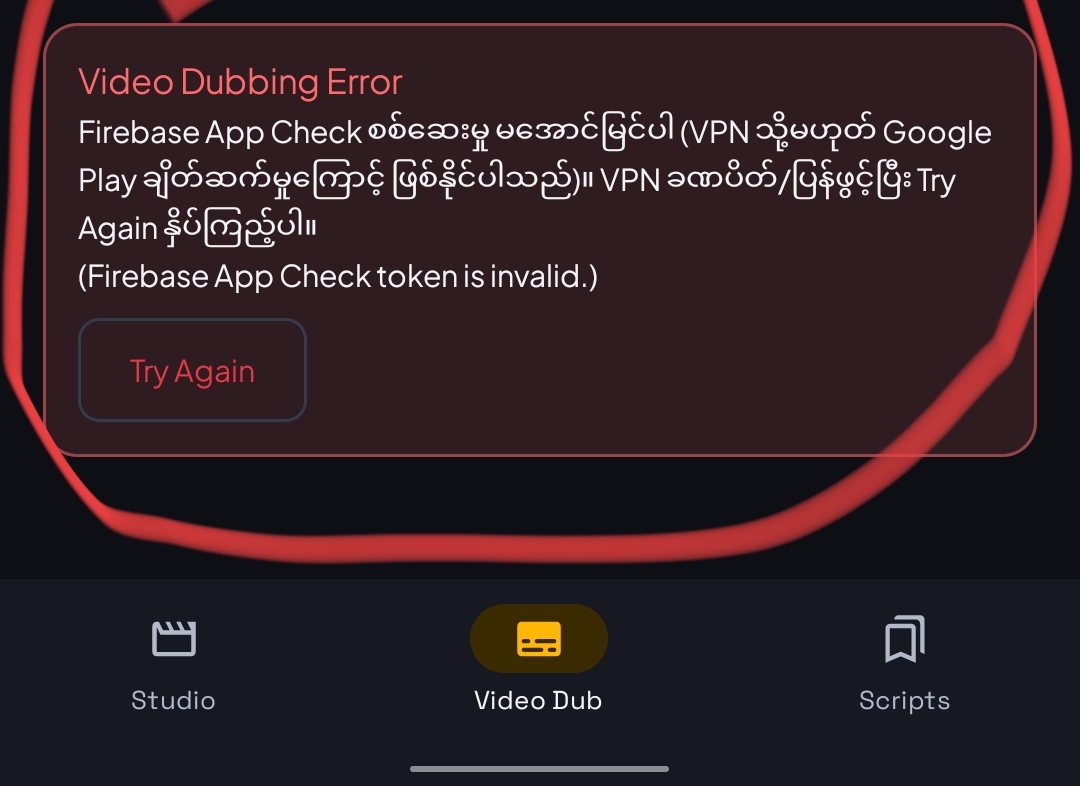 Video Dubbing Error
Firebase App Check စစ်ဆေးမှု မအောင်မြင်ပါ (VPN သို့မဟုတ် Google
Play ချိတ်ဆက်မှုကြောင့် ဖြစ်နိုင်ပါသည်)။ VPN ခဏပိတ်/ပြန်ဖွင့်ပြီး Try
Again နှိပ်ကြည့်ပါ။
(Firebase App Check token is invalid.)
Try Again
Studio
Video Dub
Scripts